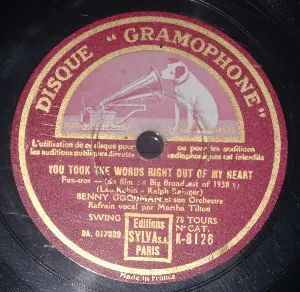 DISQUE "GRAMOPHONE"
L'utilisation de ce disque pour ou pour les auditions
les auditions publiques directes radiophoniques est interdite
YOU TOOK THE WORDS RIGHT OUT OF MY HEART
Fox-trot — (du film : « Big Broadcast of 1938 »)
(Leo Robin - Ralph Rainger)
BENNY GOODMAN et son Orchestre
Refrain vocal par Martha Tilton
SWING Editions 78 TOURS
SYLVA S.A. N° CAT.
OA. 017039 PARIS K-8126
Made in France